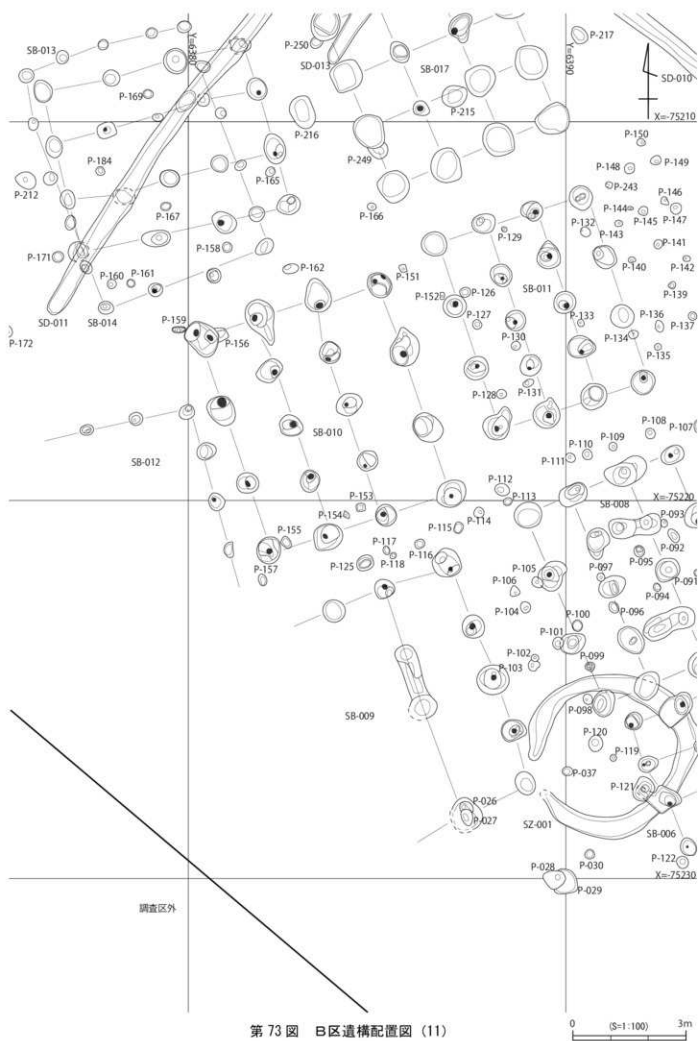 P-217
P-250
SB-013
Y=6380
SD-013
SB-017
Y=6390
SD-010
P-169
P-216
P-215
X=-75210
P-150
P-249
P-149
P-148
P-184
P-165
P-243
P-146
P-212
P-144
P-147
P-145
P-167
P-166
P-143
P-132
P-129
P-141
P-158
P-171
P-140
P-142
P-162
P-151
SB-011
P-160
P-161
P-139
P-152
P-126
SD-011
SB-014
P-127
P-133
P-136
P-137
P-159
P-172
P-156
P-134
P-130
P-135
P-131
P-128
SB-010
P-108
P-107
P-109
P-110
SB-012
P-111
P-112
SB-008
X=-75220
P-153
P-113
P-154
P-114
P-093
P-115
P-092
P-155
P-117
P-116
P-095
P-118
P-105
P-125
P-097
P-091
P-157
P-106
P-094
P-104
P-096
P-100
P-101
P-102
P-099
P-103
P-098
SB-009
P-120
P-119
P-037
P-121
P-026
P-027
SZ-001
SB-006
P-030
P-122
P-028
X=-75230
P-029
調査区外
第73図 B区遺構配置図 (11)
0 (S=1:100) 3m